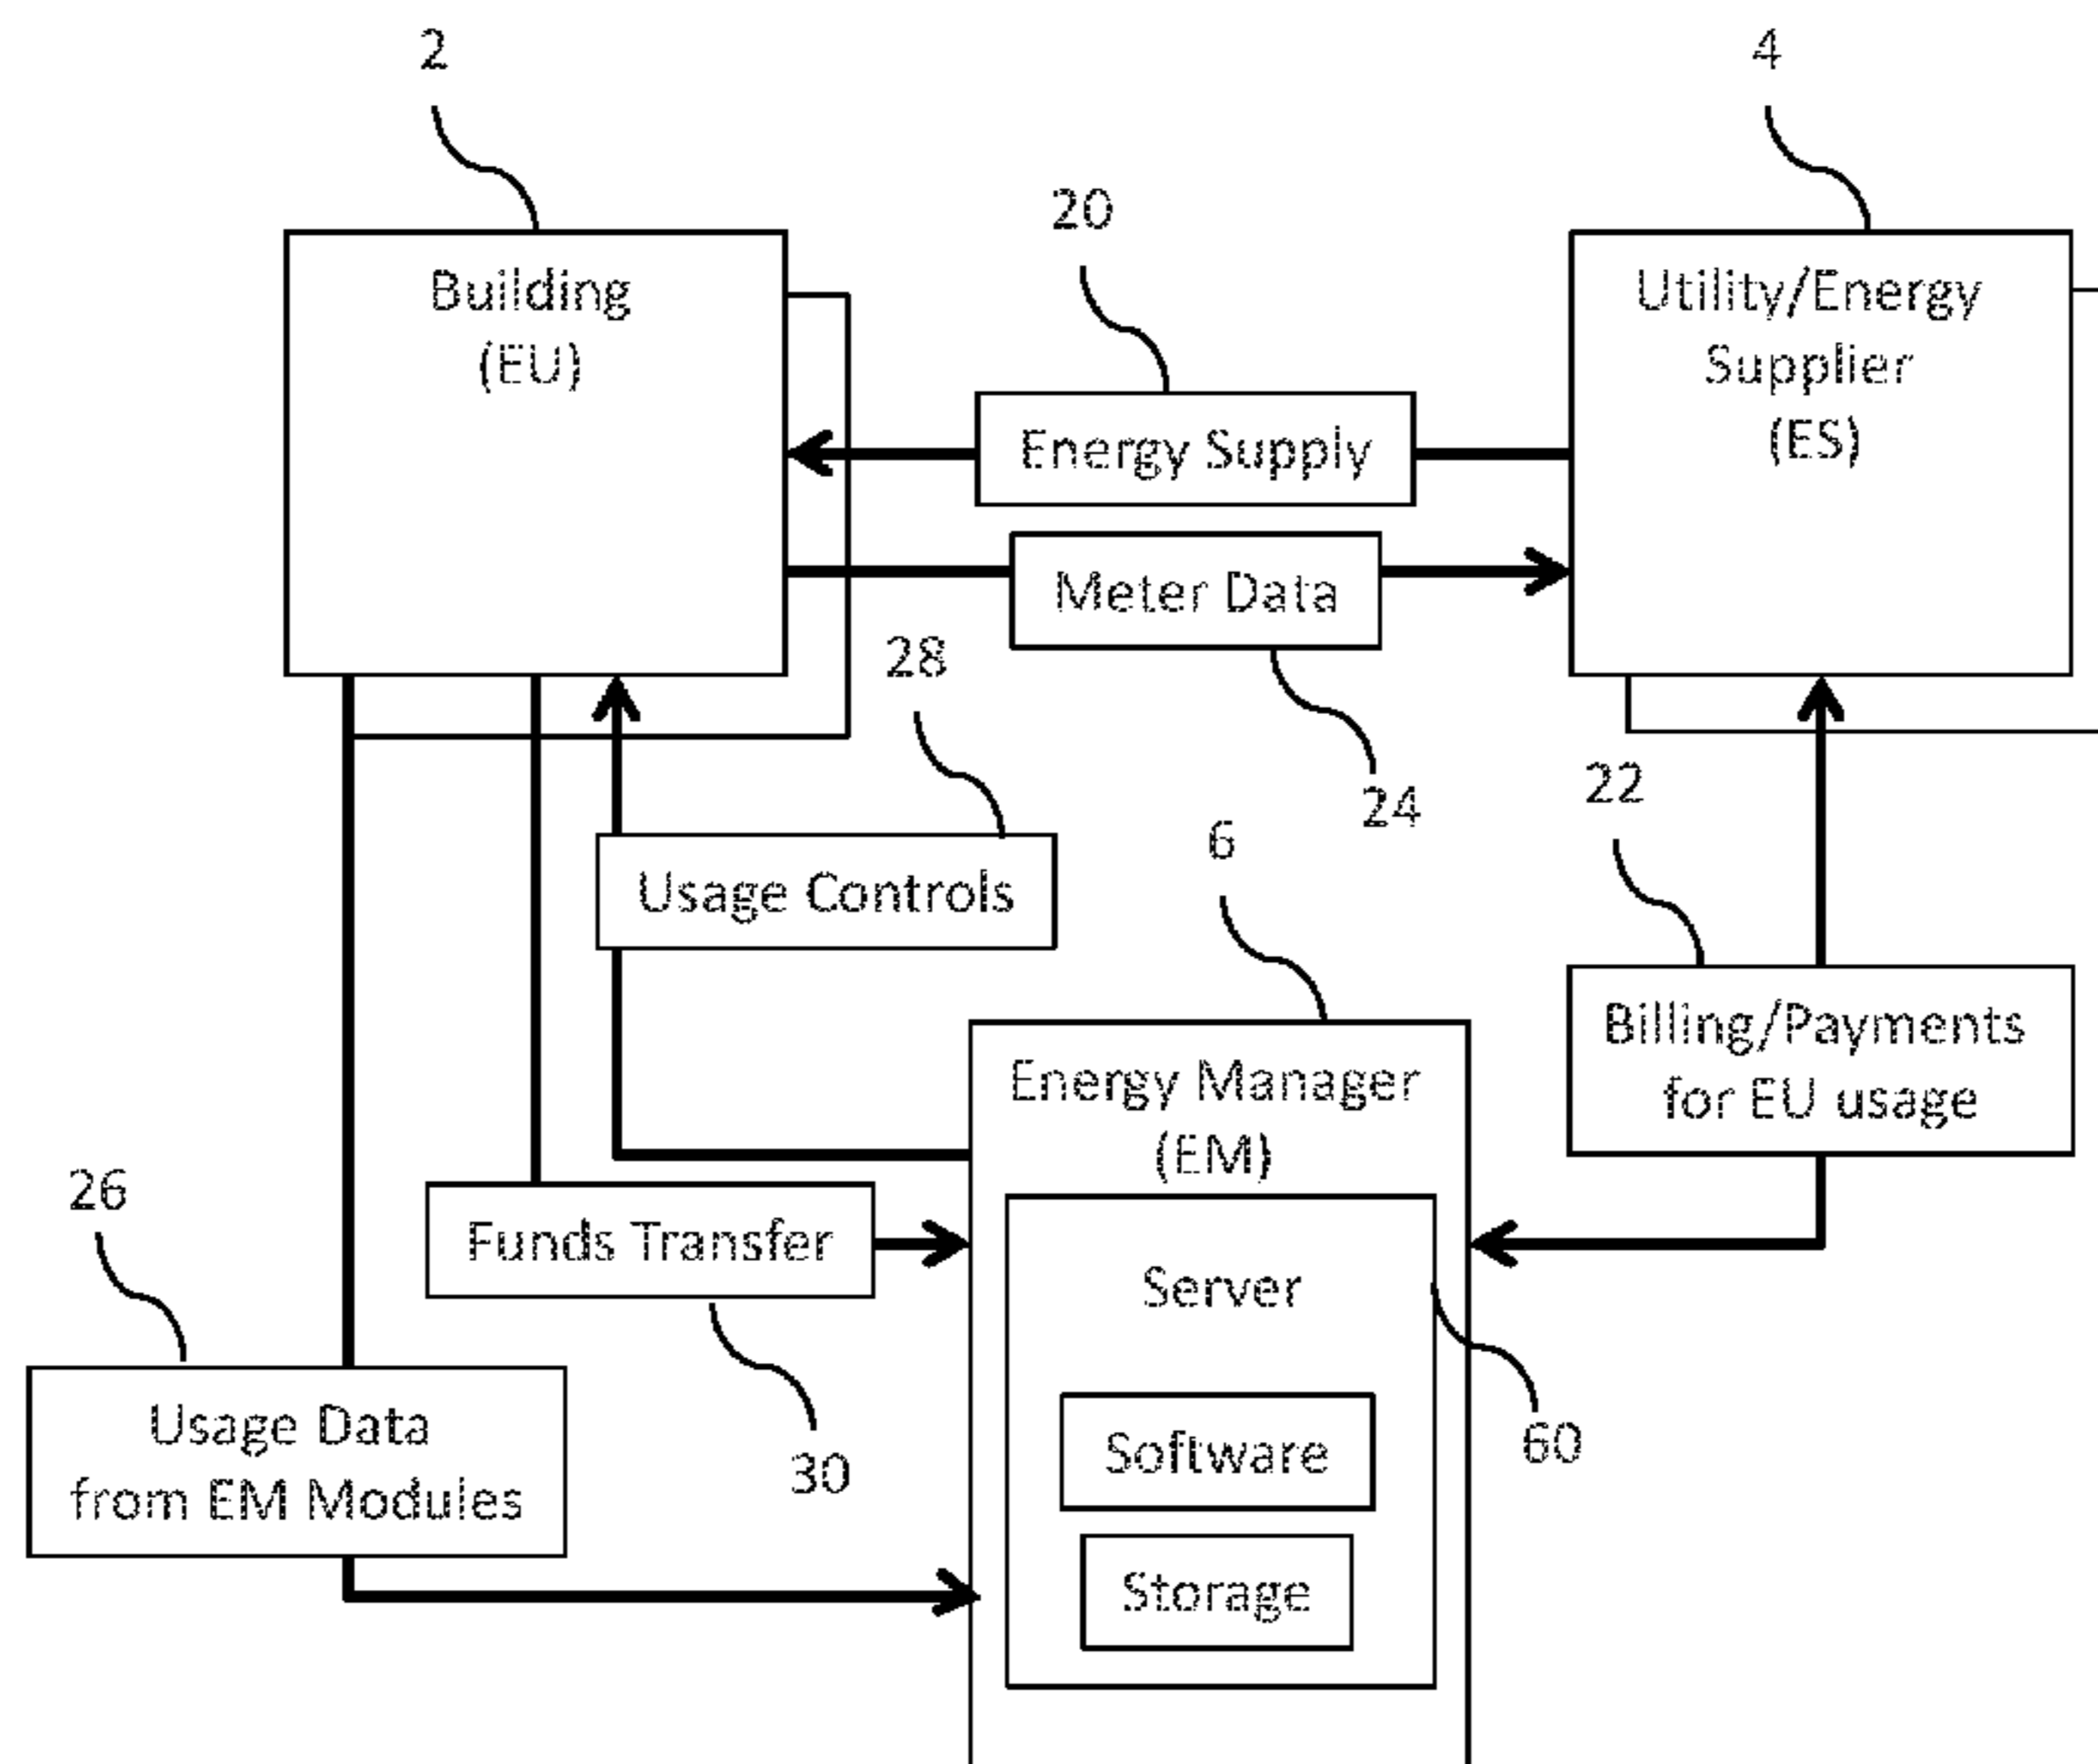 2
4
20
Building
(EU)
Utility/Energy
Supplier
(ES)
Energy Supply
Meter Data
28
24
22
6
Usage Controls
Billing/Payments
for EU usage
Energy Manager
(EM)
26
Funds Transfer
Server
Usage Data
from EM Modules
30
Software
60
Storage